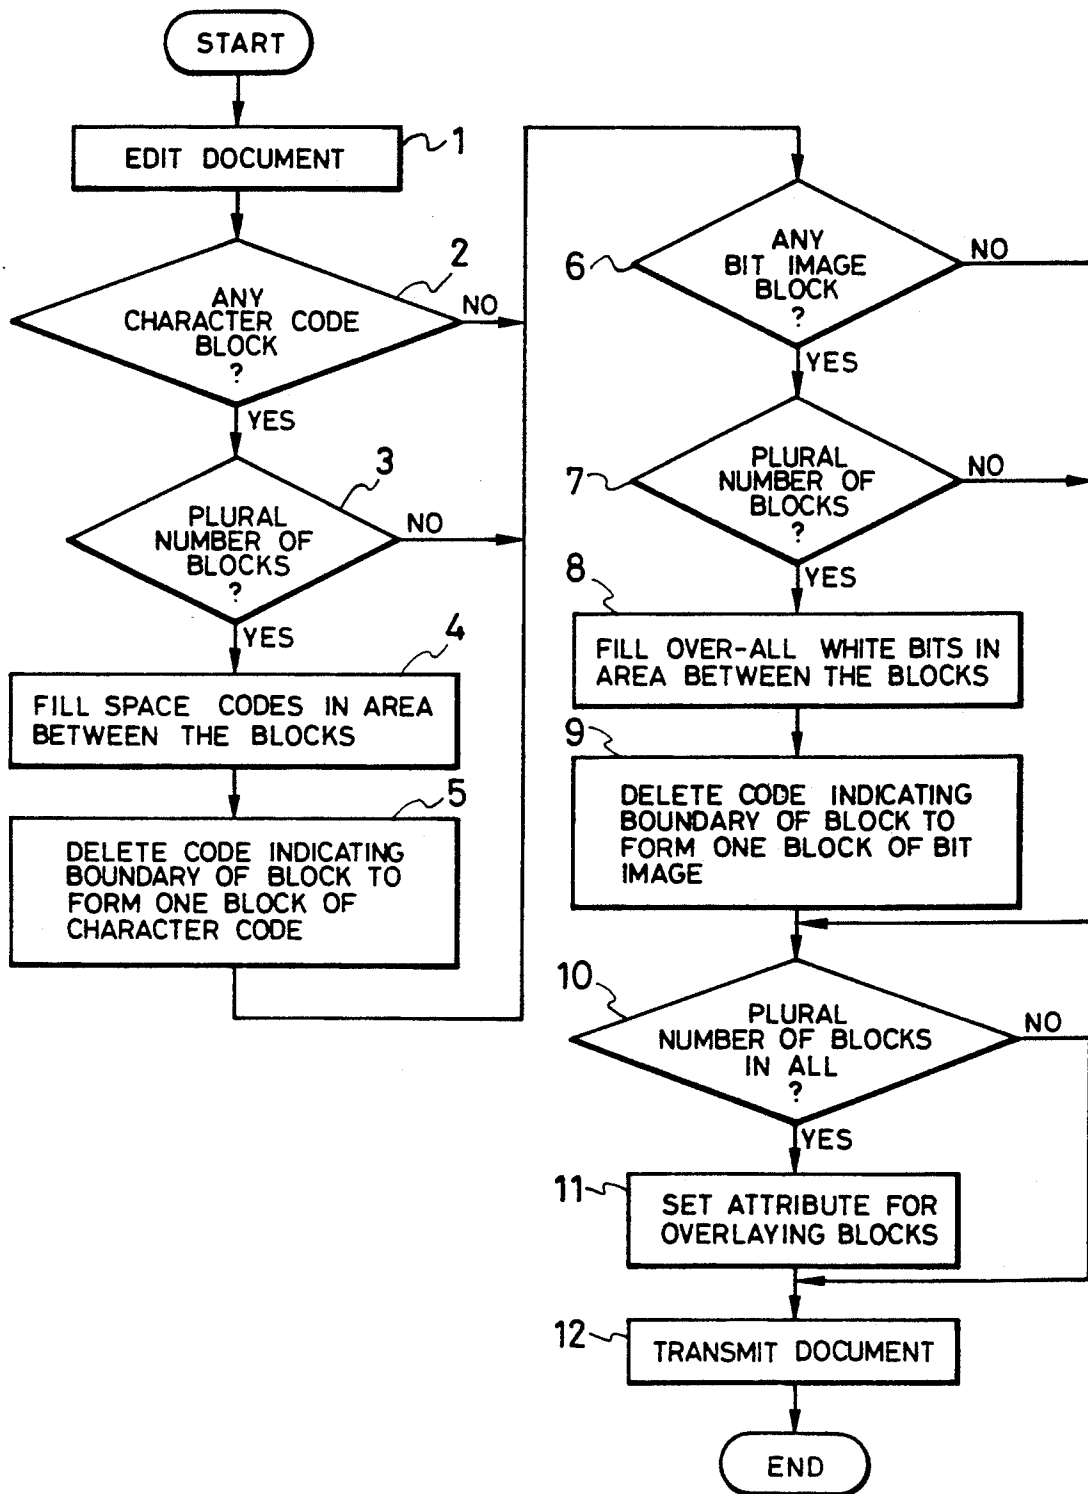 START
EDIT DOCUMENT
1
ANY
CHARACTER CODE
BLOCK
?
2
NO
YES
PLURAL
NUMBER OF
BLOCKS
?
3
NO
YES
4
FILL SPACE CODES IN AREA
BETWEEN THE BLOCKS
5
DELETE CODE INDICATING
BOUNDARY OF BLOCK TO
FORM ONE BLOCK OF
CHARACTER CODE
6
ANY
BIT IMAGE
BLOCK
?
NO
YES
7
PLURAL
NUMBER OF
BLOCKS
?
NO
YES
8
FILL OVER-ALL WHITE BITS IN
AREA BETWEEN THE BLOCKS
9
DELETE CODE INDICATING
BOUNDARY OF BLOCK TO
FORM ONE BLOCK OF BIT
IMAGE
10
PLURAL
NUMBER OF BLOCKS
IN ALL
?
NO
YES
11
SET ATTRIBUTE FOR
OVERLAYING BLOCKS
12
TRANSMIT DOCUMENT
END